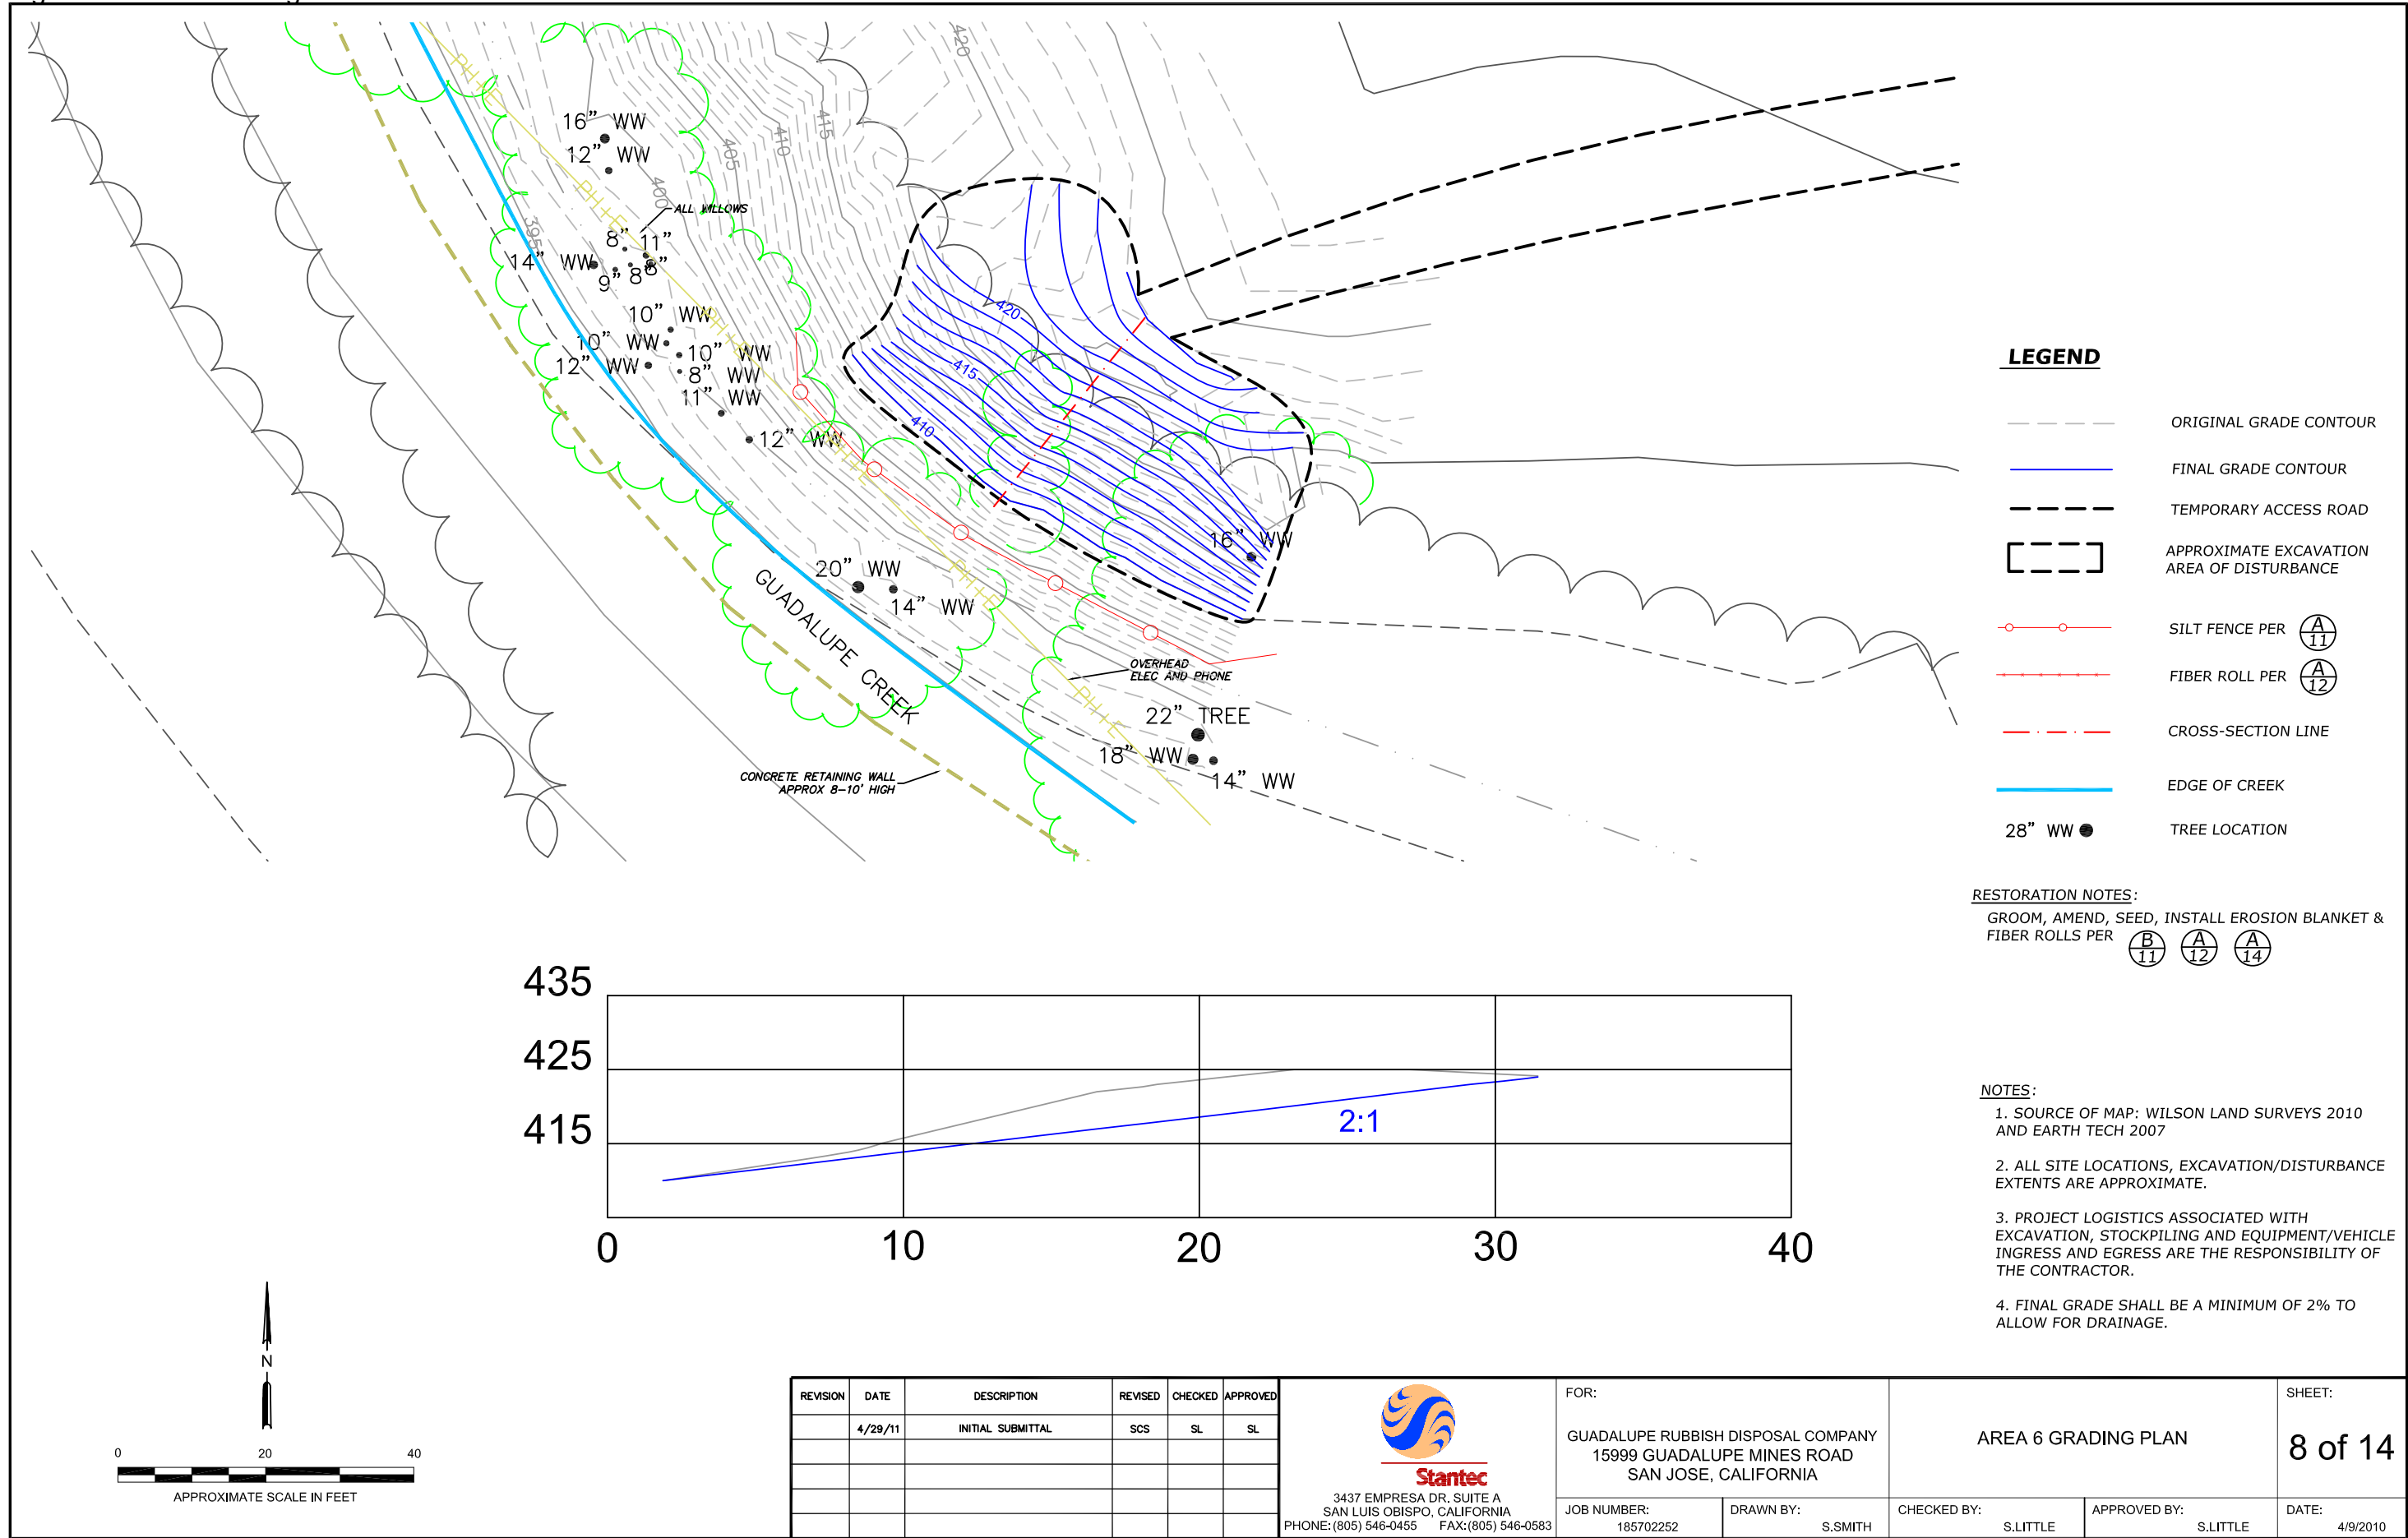 420
415
410
405
400
395
16" WW
12" WW
ALL WILLOWS
8"
11"
14" WW
9"
8"
8"
10" WW
10" WW
10" WW
12" WW
8" WW
11" WW
12" WW
420
415
410
16" WW
20" WW
14" WW
GUADALUPE CREEK
OVERHEAD
ELEC AND PHONE
22" TREE
18" WW
14" WW
CONCRETE RETAINING WALL
APPROX 8-10' HIGH
LEGEND
ORIGINAL GRADE CONTOUR
FINAL GRADE CONTOUR
TEMPORARY ACCESS ROAD
APPROXIMATE EXCAVATION
AREA OF DISTURBANCE
SILT FENCE PER A 11
FIBER ROLL PER A 12
CROSS-SECTION LINE
EDGE OF CREEK
28" WW TREE LOCATION
RESTORATION NOTES:
GROOM, AMEND, SEED, INSTALL EROSION BLANKET &
FIBER ROLLS PER B 11 A 12 A 14
435
425
415
2:1
0 10 20 30 40
NOTES:
1. SOURCE OF MAP: WILSON LAND SURVEYS 2010
AND EARTH TECH 2007
2. ALL SITE LOCATIONS, EXCAVATION/DISTURBANCE
EXTENTS ARE APPROXIMATE.
3. PROJECT LOGISTICS ASSOCIATED WITH
EXCAVATION, STOCKPILING AND EQUIPMENT/VEHICLE
INGRESS AND EGRESS ARE THE RESPONSIBILITY OF
THE CONTRACTOR.
4. FINAL GRADE SHALL BE A MINIMUM OF 2% TO
ALLOW FOR DRAINAGE.
N
0 20 40
APPROXIMATE SCALE IN FEET
REVISION DATE DESCRIPTION REVISED CHECKED APPROVED
4/29/11 INITIAL SUBMITTAL SCS SL SL
Stantec
3437 EMPRESA DR. SUITE A
SAN LUIS OBISPO, CALIFORNIA
PHONE:(805) 546-0455 FAX:(805) 546-0583
FOR:
GUADALUPE RUBBISH DISPOSAL COMPANY
15999 GUADALUPE MINES ROAD
SAN JOSE, CALIFORNIA
AREA 6 GRADING PLAN
SHEET:
8 of 14
JOB NUMBER:
185702252
DRAWN BY:
S.SMITH
CHECKED BY:
S.LITTLE
APPROVED BY:
S.LITTLE
DATE:
4/9/2010